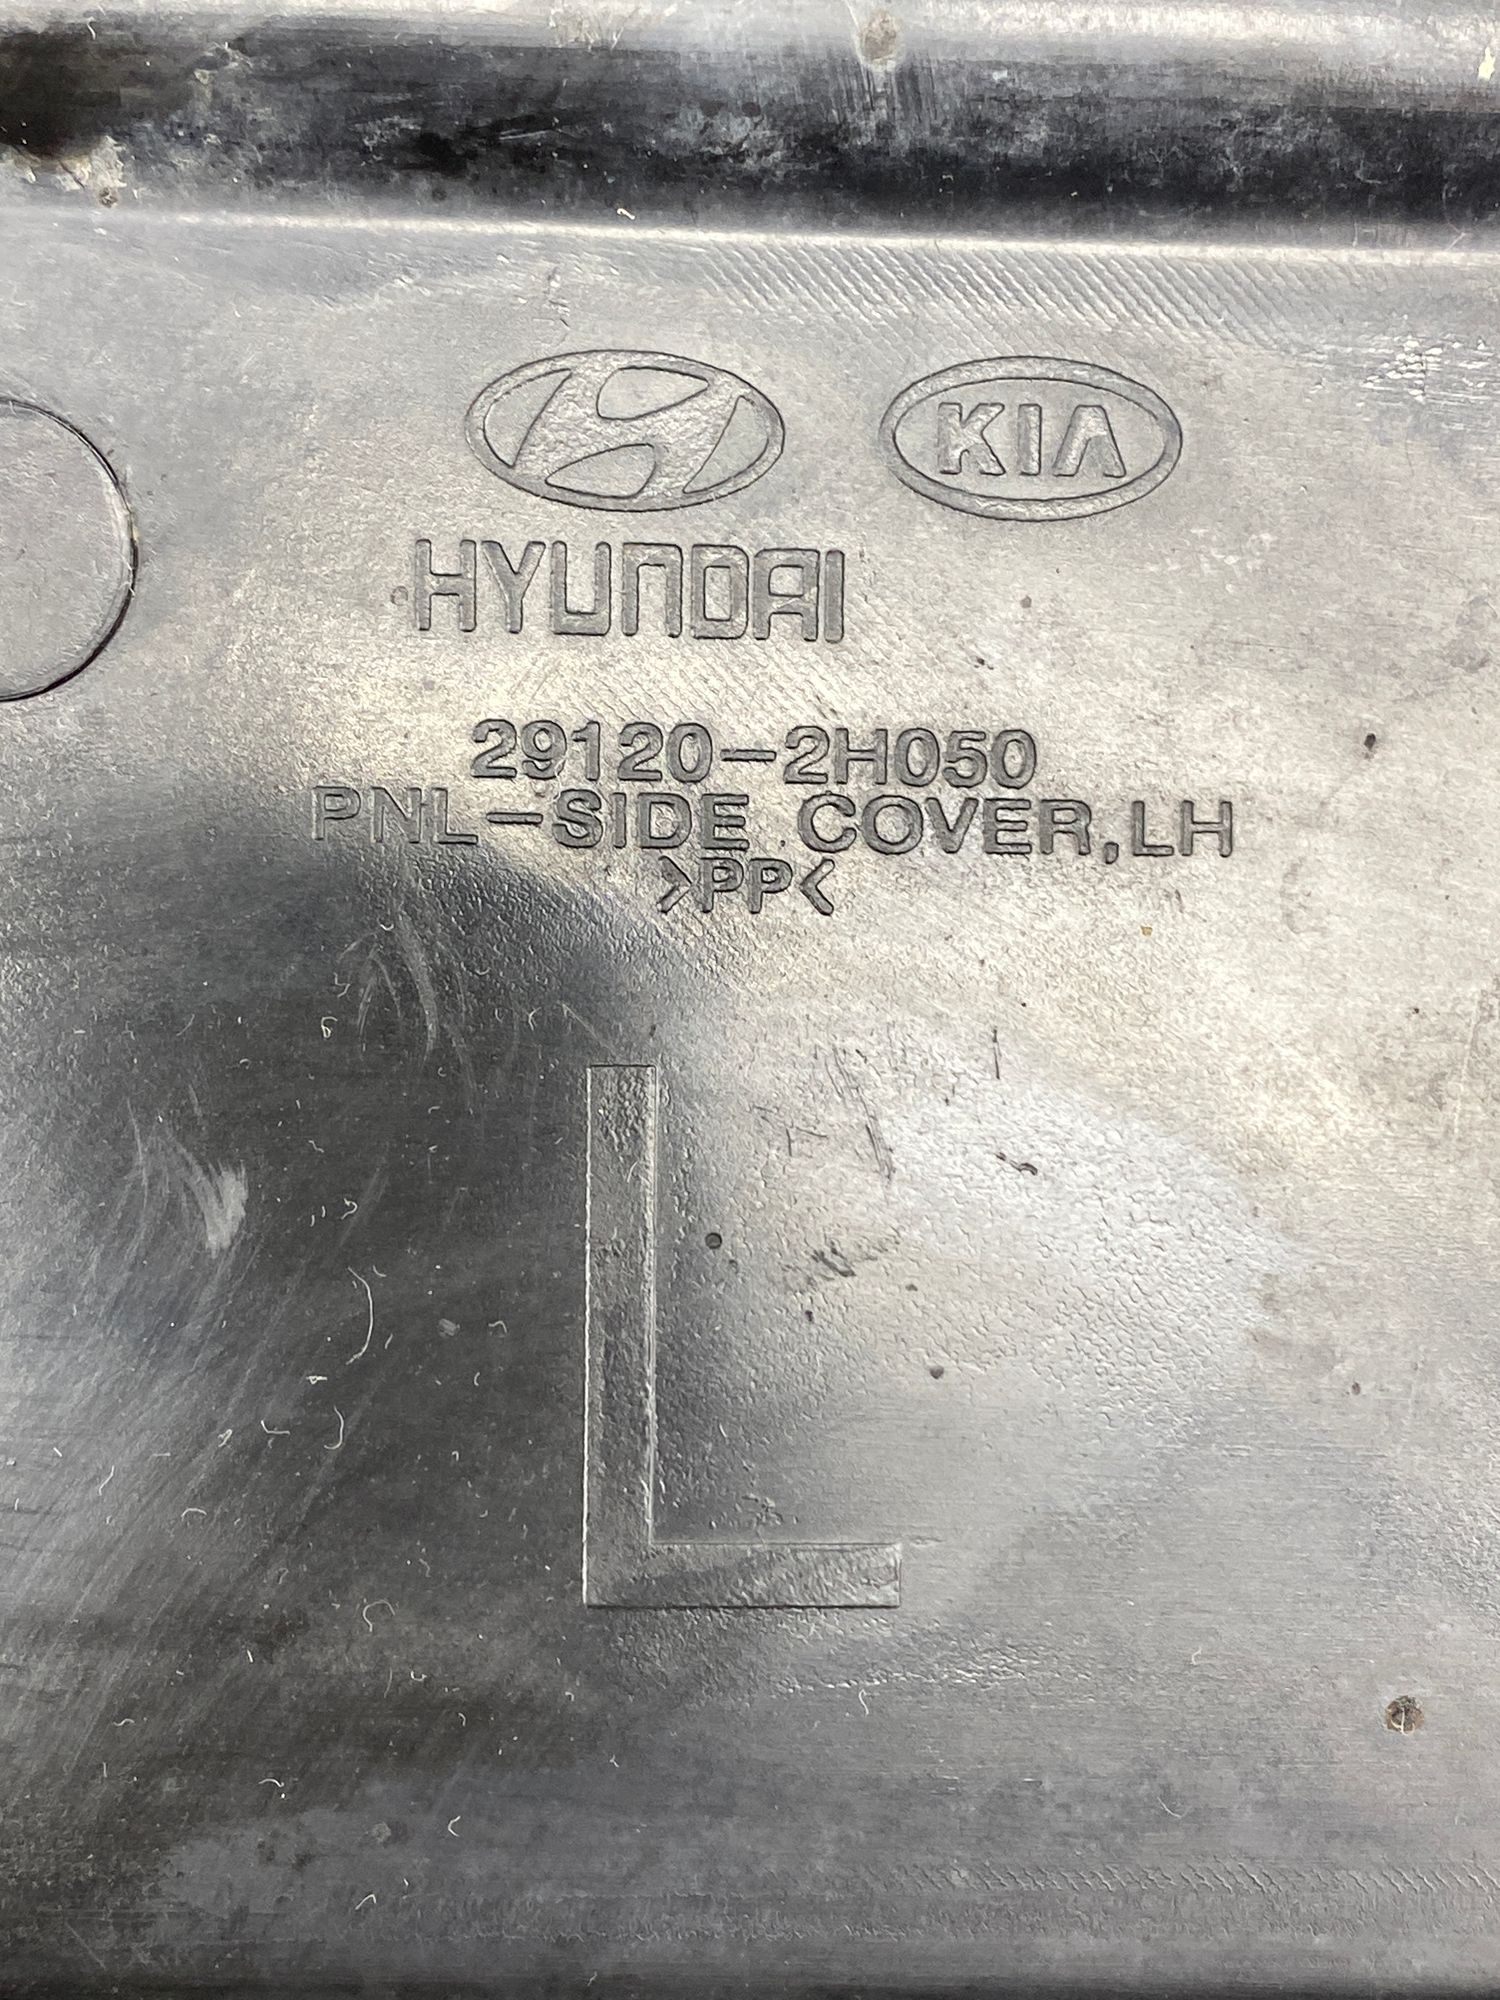 KIA
HYUNDAI
29120-2H050
PNL-SIDE COVER,LH
>PP<
L